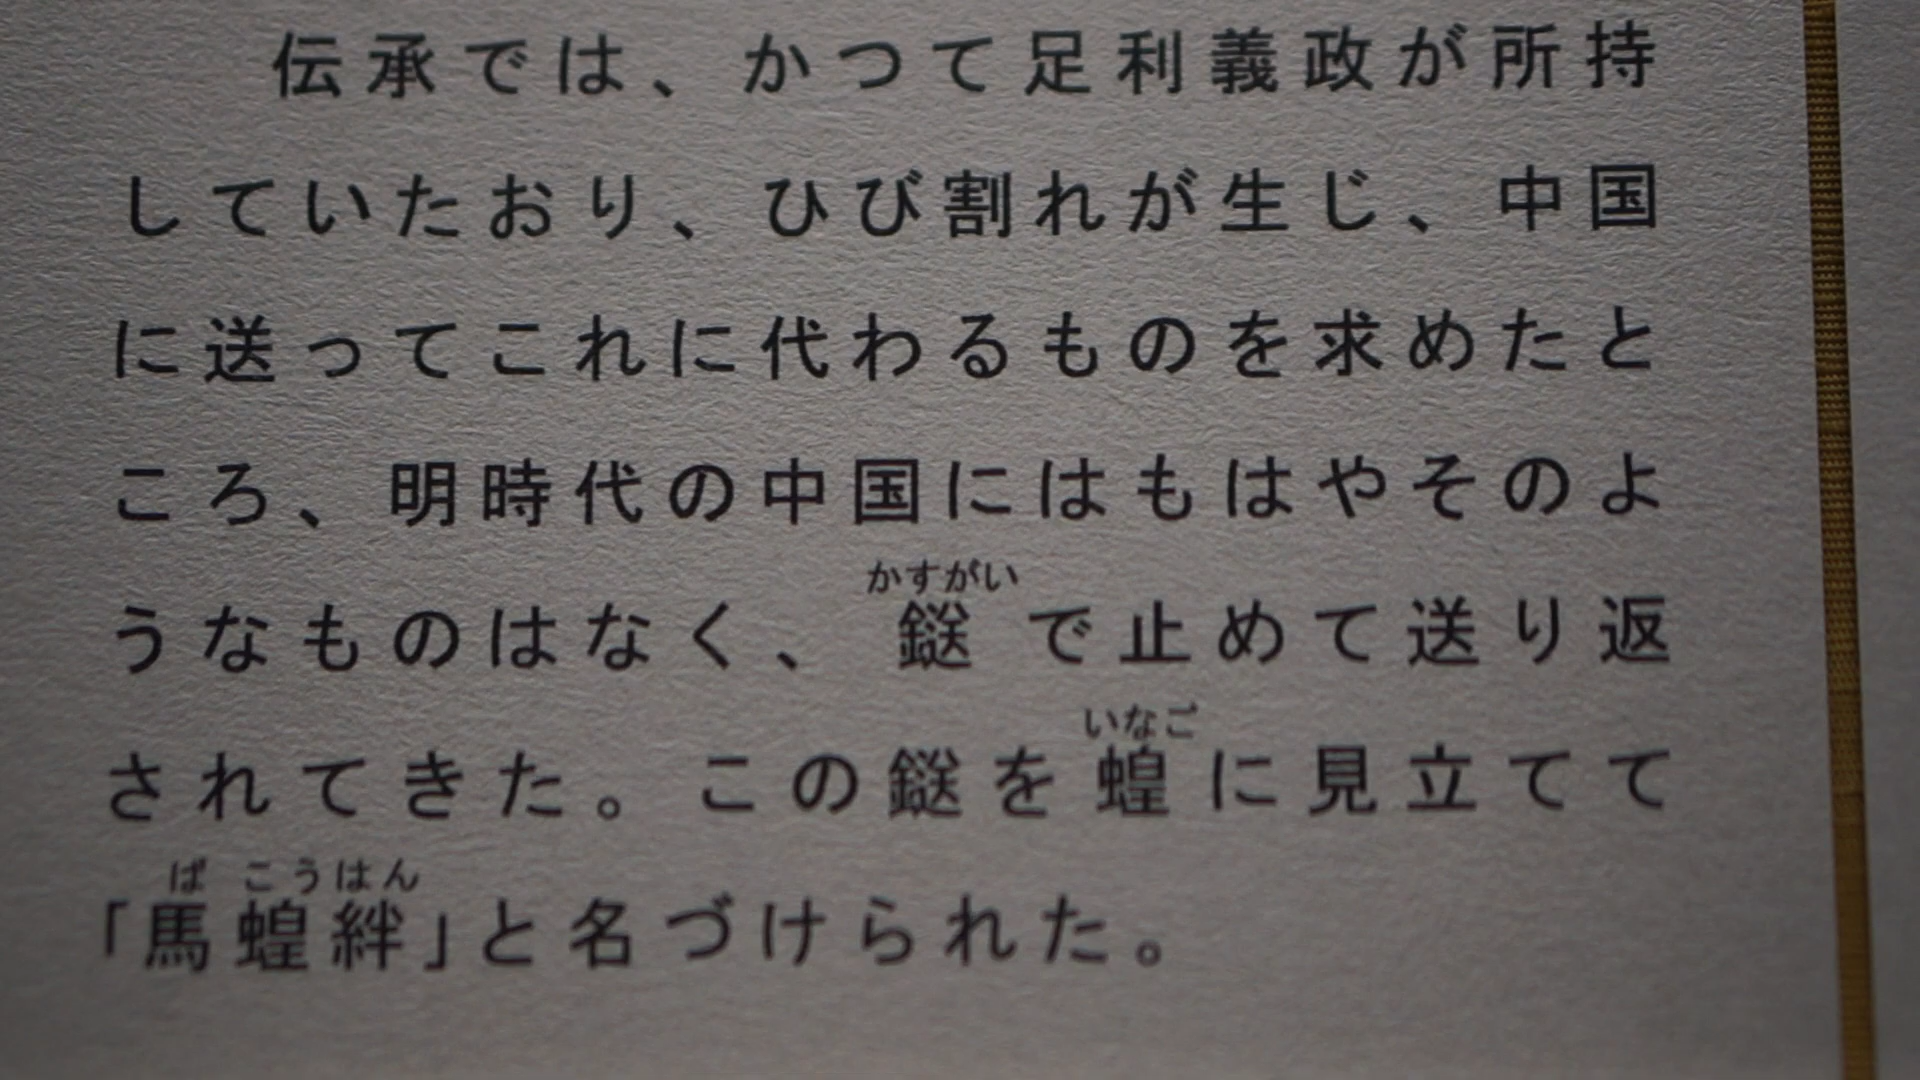 伝承では、かつて足利義政が所持
していたおり、ひび割れが生じ、中国
に送ってこれに代わるものを求めたと
ころ、明時代の中国にはもはやそのよ
かすがい
うなものはなく、鎹で止めて送り返
いなご
されてきた。この鎹を蝗に見立てて
ば こうはん
「馬蝗絆」と名づけられた。